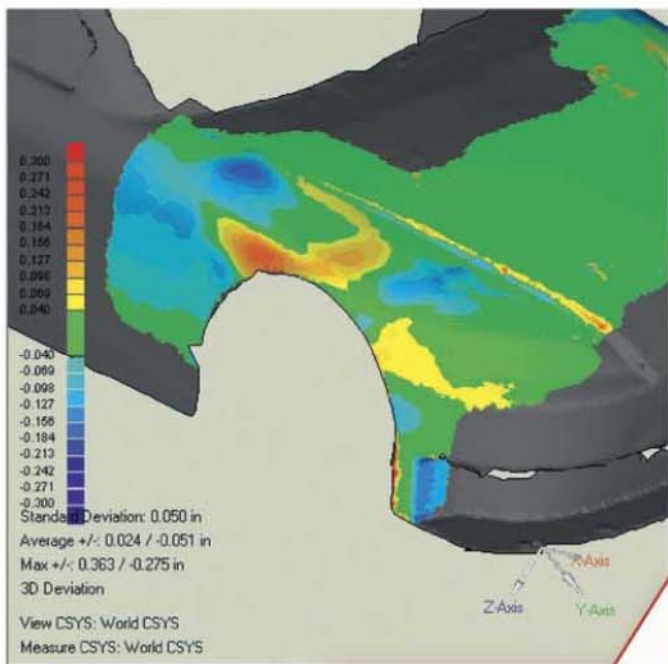 0.300
0.271
0.242
0.213
0.184
0.156
0.127
0.098
0.069
0.040
-0.040
-0.069
-0.098
-0.127
-0.156
-0.184
-0.213
-0.242
-0.271
-0.300
Standard Deviation: 0.050 in
Average +/-: 0.024 / -0.051 in
Max +/-: 0.363 / -0.275 in
3D Deviation
View CSYS: World CSYS
Measure CSYS: World CSYS
X-Axis
Z-Axis
Y-Axis